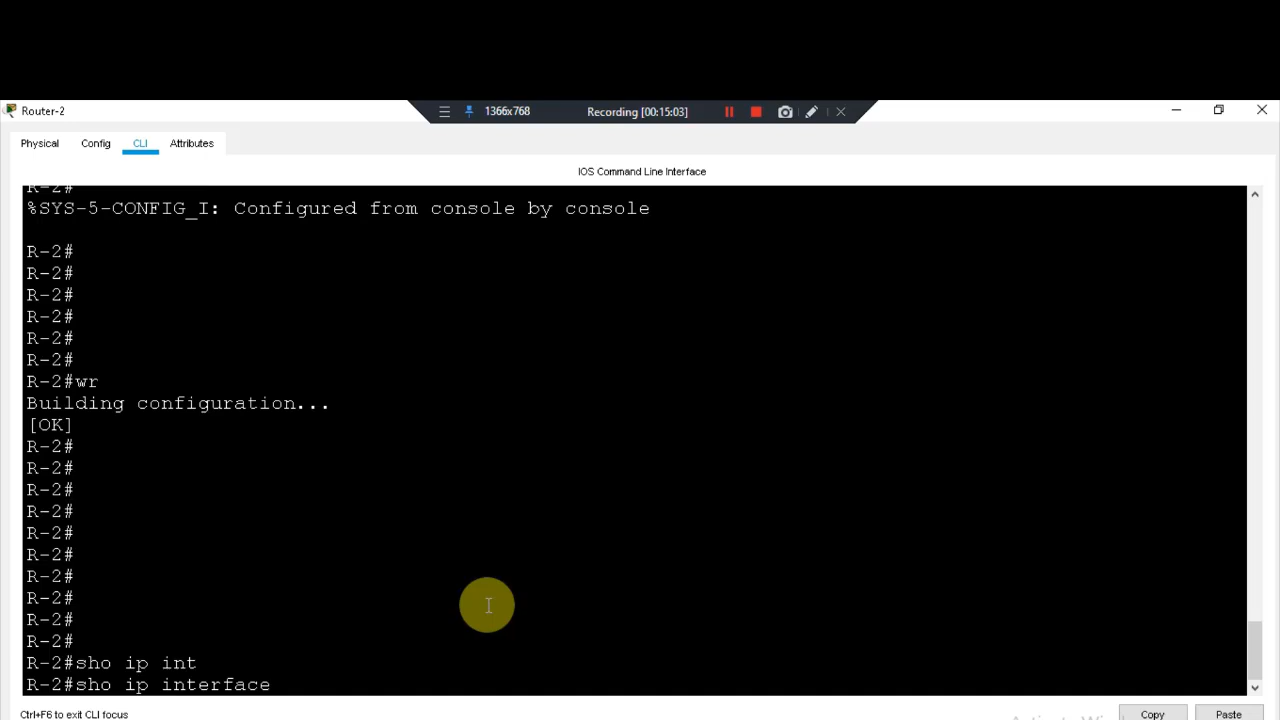 Router-2
1366x768
Recording [00:15:03]
Physical
Config
CLI
Attributes
IOS Command Line Interface
R-2#
%SYS-5-CONFIG_I: Configured from console by console
R-2#
R-2#
R-2#
R-2#
R-2#
R-2#
R-2#wr
Building configuration...
[OK]
R-2#
R-2#
R-2#
R-2#
R-2#
R-2#
R-2#
R-2#
R-2#
R-2#
R-2#sho ip int
R-2#sho ip interface
Ctrl+F6 to exit CLI focus
Copy
Paste